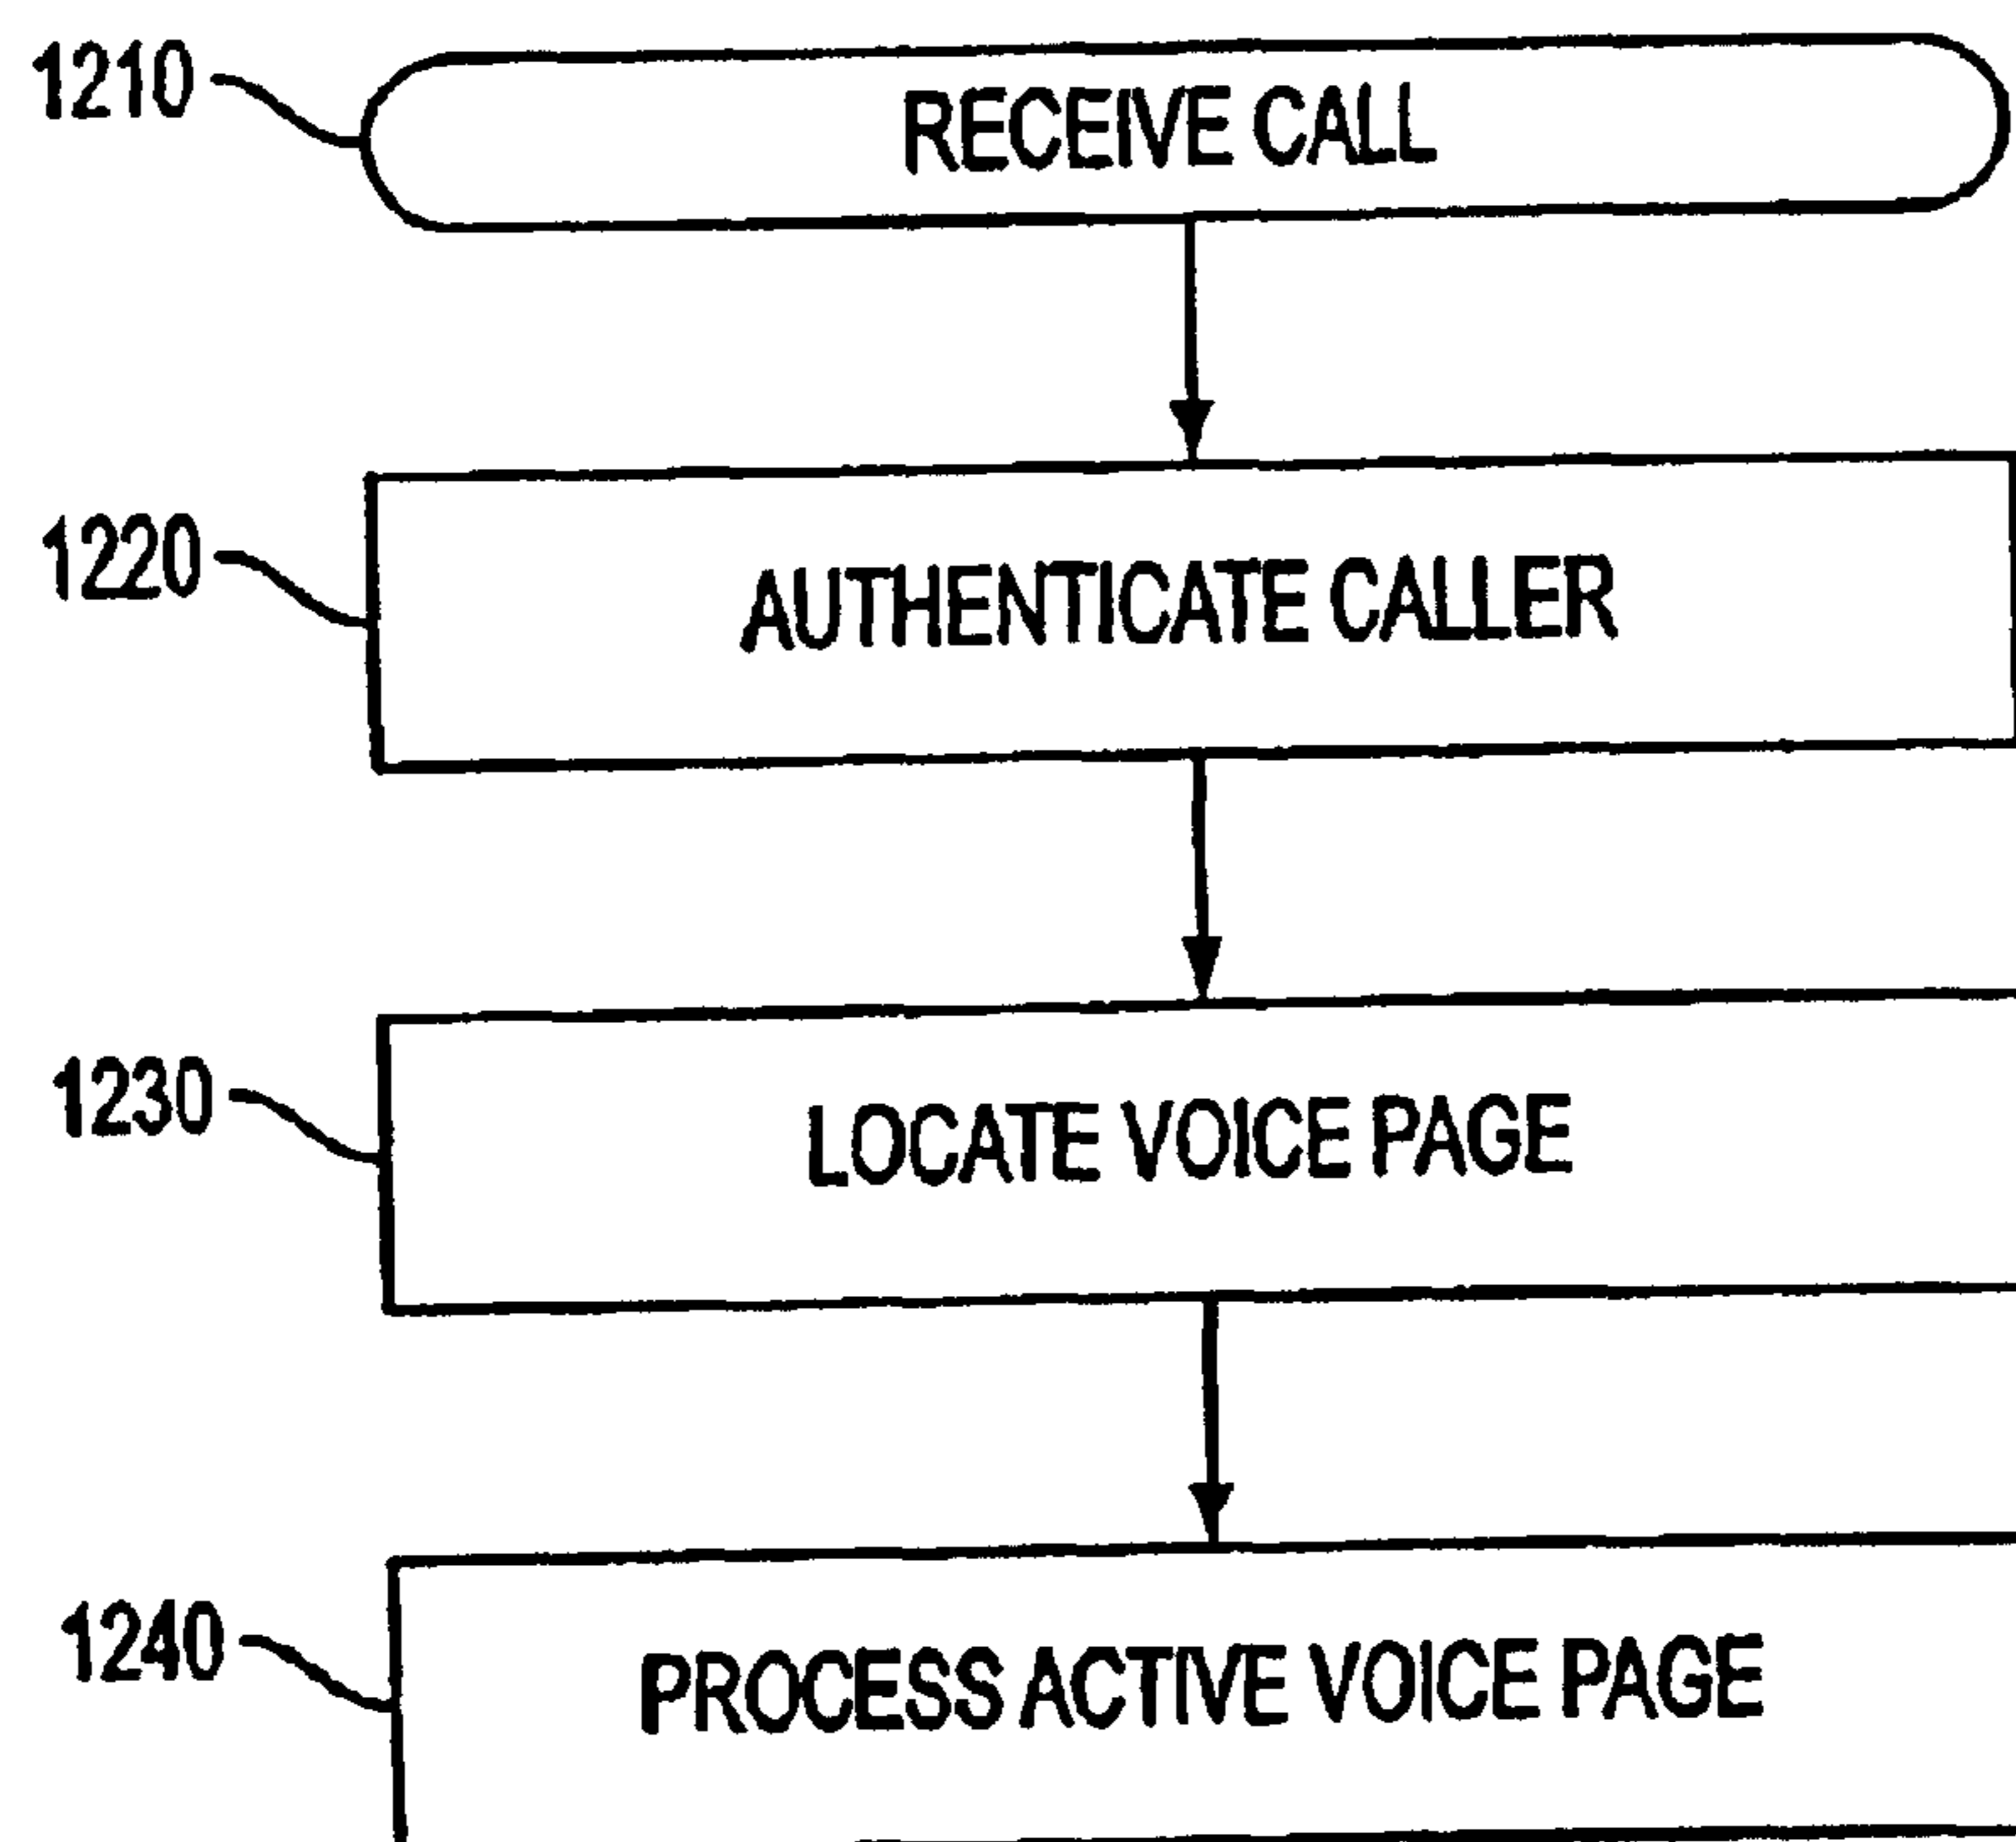 1210
RECEIVE CALL
1220
AUTHENTICATE CALLER
1230
LOCATE VOICE PAGE
1240
PROCESS ACTIVE VOICE PAGE